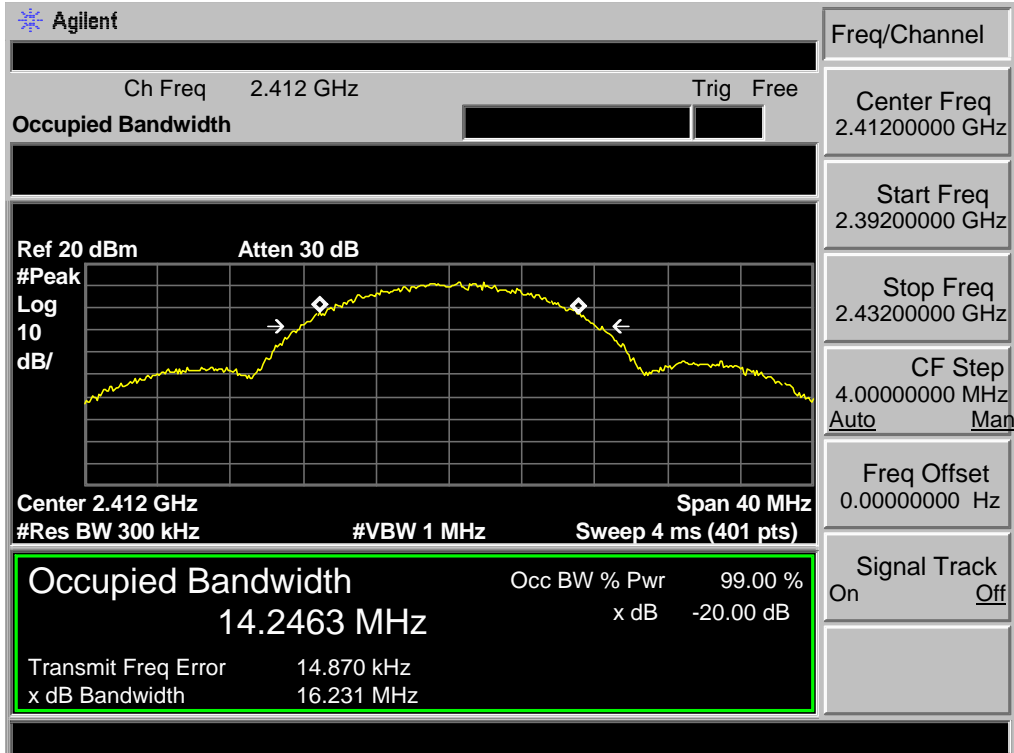 Agilent
Freq/Channel
Ch Freq 2.412 GHz Trig Free
Occupied Bandwidth
Center Freq
2.41200000 GHz
Start Freq
2.39200000 GHz
Stop Freq
2.43200000 GHz
CF Step
4.00000000 MHz
Auto Man
Freq Offset
0.00000000 Hz
Signal Track
On Off
Ref 20 dBm Atten 30 dB
#Peak
Log
10
dB/
Center 2.412 GHz Span 40 MHz
#Res BW 300 kHz #VBW 1 MHz Sweep 4 ms (401 pts)
Occupied Bandwidth Occ BW % Pwr 99.00 %
14.2463 MHz x dB -20.00 dB
Transmit Freq Error 14.870 kHz
x dB Bandwidth 16.231 MHz